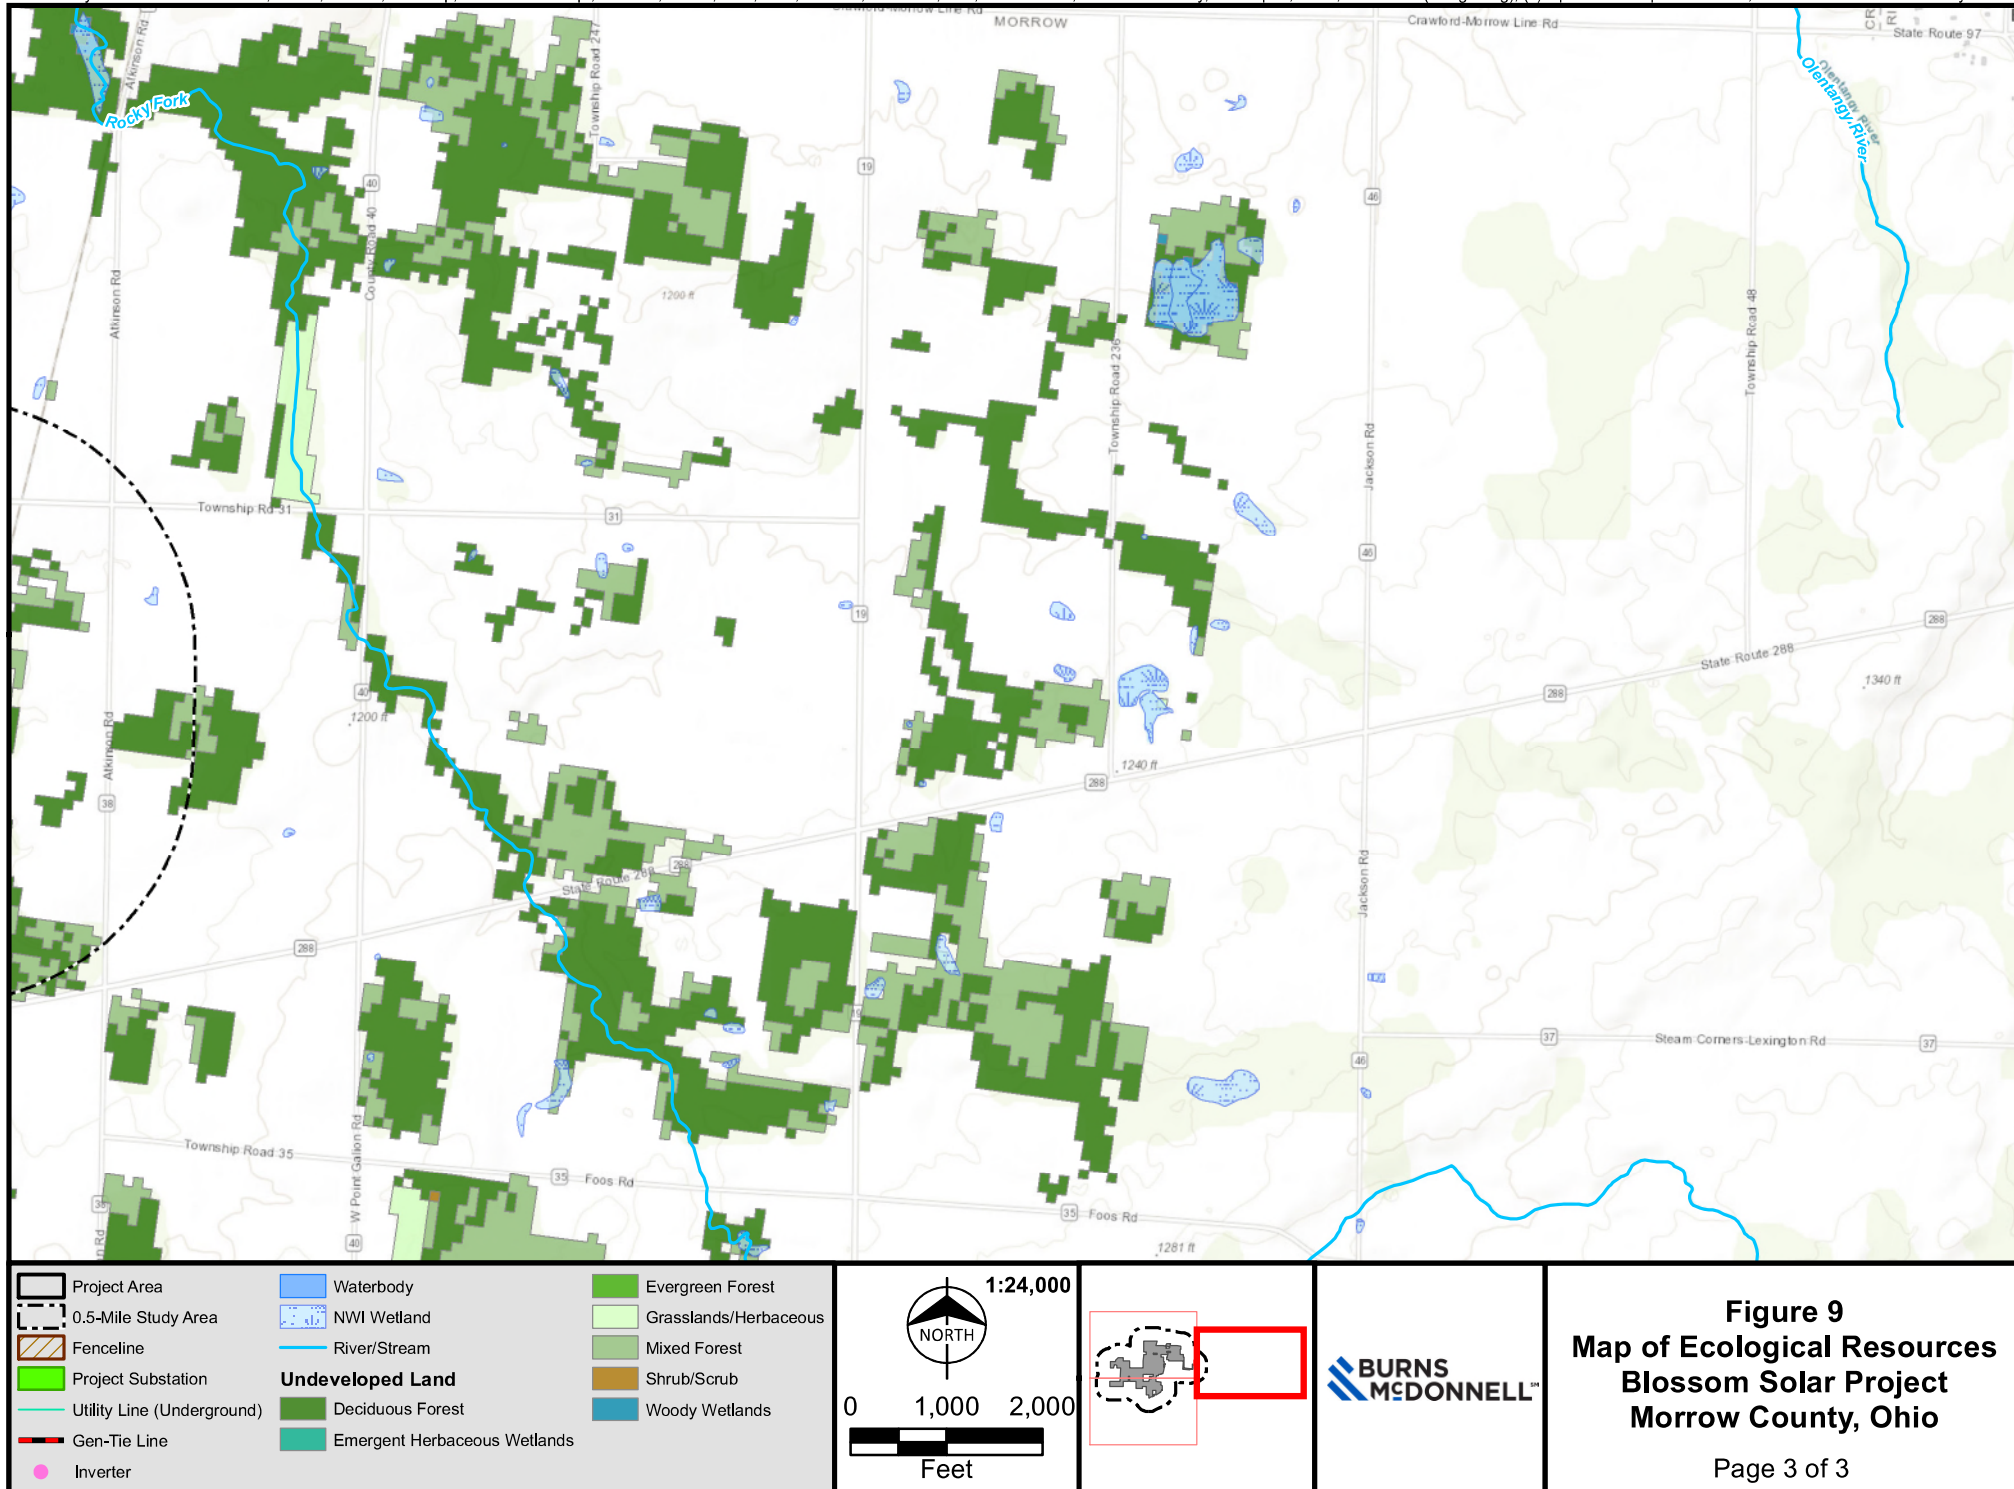 MORROW
Crawford-Morrow Line Rd
State Route 97
Atkinson Rd
Rocky Fork
Township Road 247
Olentangy River
Olentangy River
40
19
46
County Road 40
Atkinson Rd
1200 ft
Township Road 236
Township Road 48
Jackson Rd
Township Rd 31
31
46
19
288
State Route 288
1340 ft
40
1200 ft
288
Atkinson Rd
1240 ft
288
38
288
State Route 288
Jackson Rd
288
19
37
Steam Corners-Lexington Rd
37
46
W Point Galion Rd
Township Road 35
35
Foos Rd
35
Foos Rd
40
1281 ft
Project Area
0.5-Mile Study Area
Fenceline
Project Substation
Utility Line (Underground)
Gen-Tie Line
Inverter
Waterbody
NWI Wetland
River/Stream
Undeveloped Land
Deciduous Forest
Emergent Herbaceous Wetlands
Evergreen Forest
Grasslands/Herbaceous
Mixed Forest
Shrub/Scrub
Woody Wetlands
1:24,000
NORTH
0 1,000 2,000
Feet
BURNS
McDONNELL℠
Figure 9
Map of Ecological Resources
Blossom Solar Project
Morrow County, Ohio
Page 3 of 3